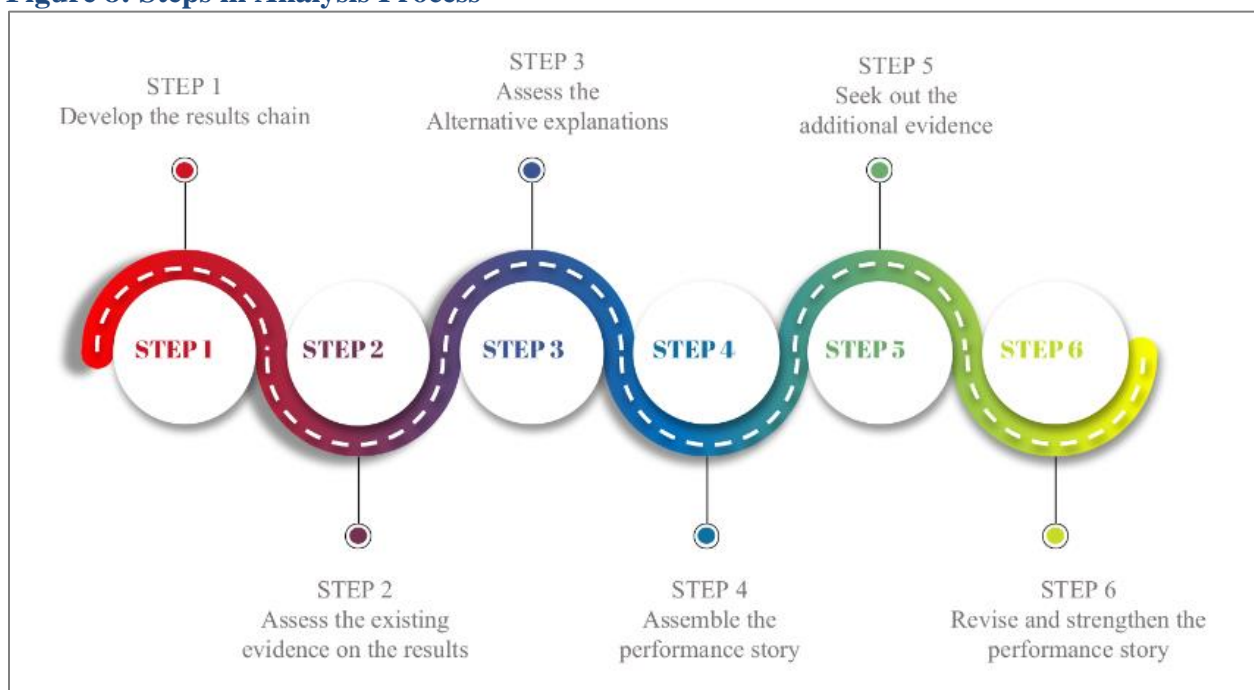 Figure 8: Steps in Analysis Process
STEP 1
Develop the results chain
STEP 3
Assess the
Alternative explanations
STEP 5
Seek out the
additional evidence
STEP 1
STEP 2
STEP 3
STEP 4
STEP 5
STEP 6
STEP 2
Assess the existing
evidence on the results
STEP 4
Assemble the
performance story
STEP 6
Revise and strengthen the
performance story